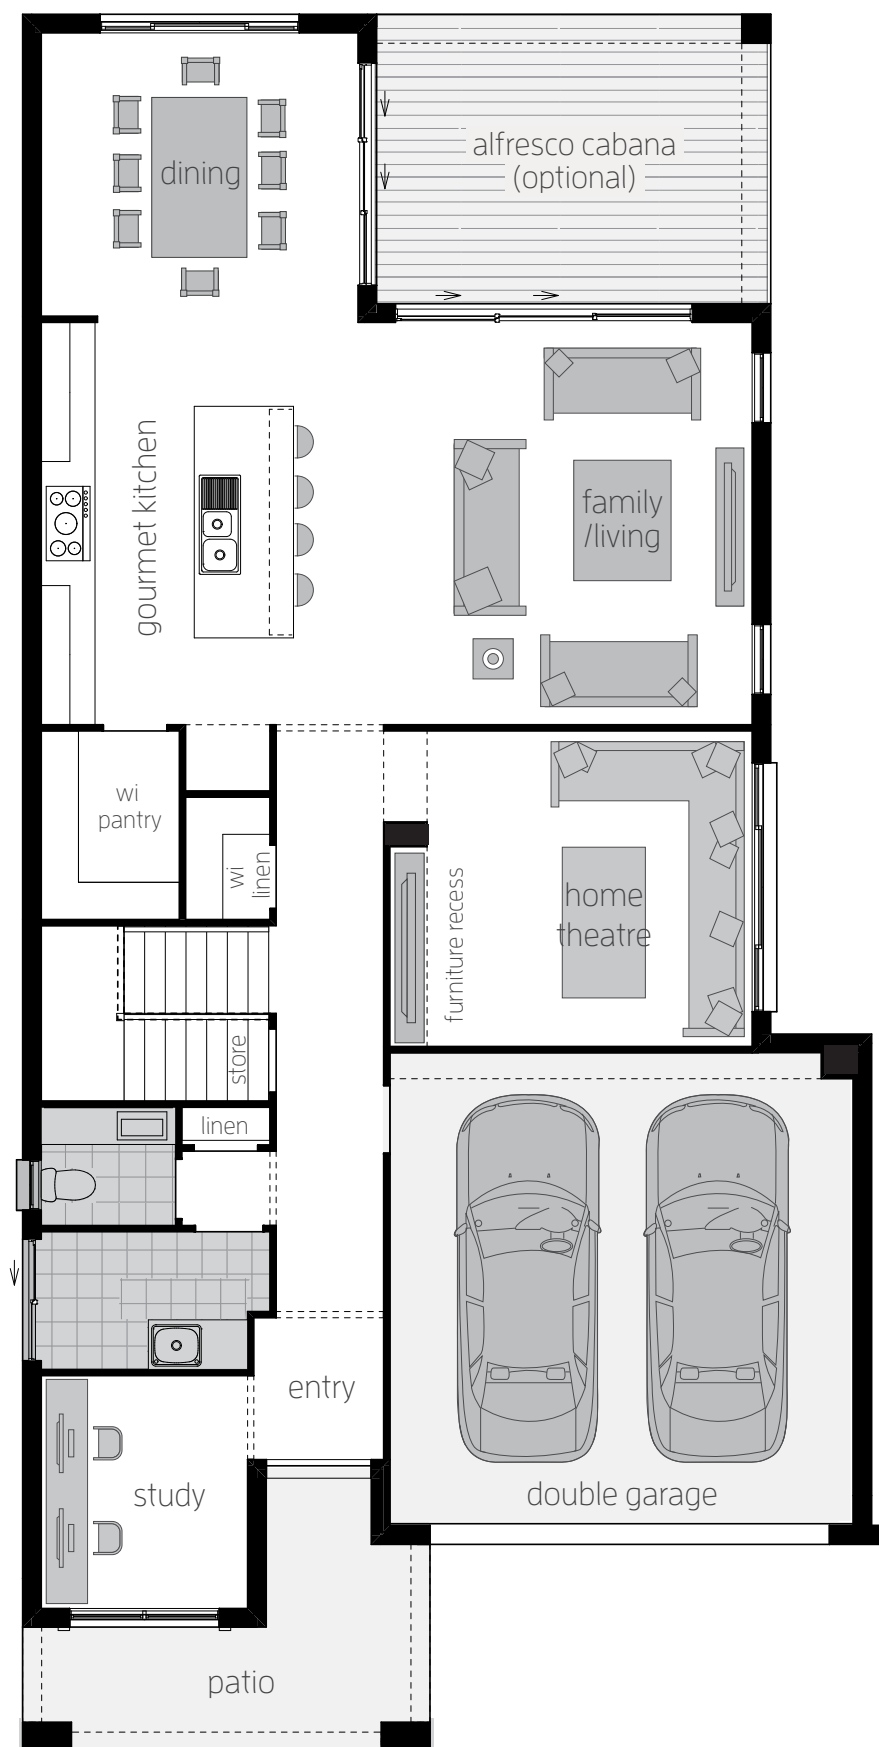 dining
alfresco cabana
(optional)
gourmet kitchen
family
/living
wi
pantry
wi
linen
furniture recess
home
theatre
store
linen
entry
study
double garage
patio